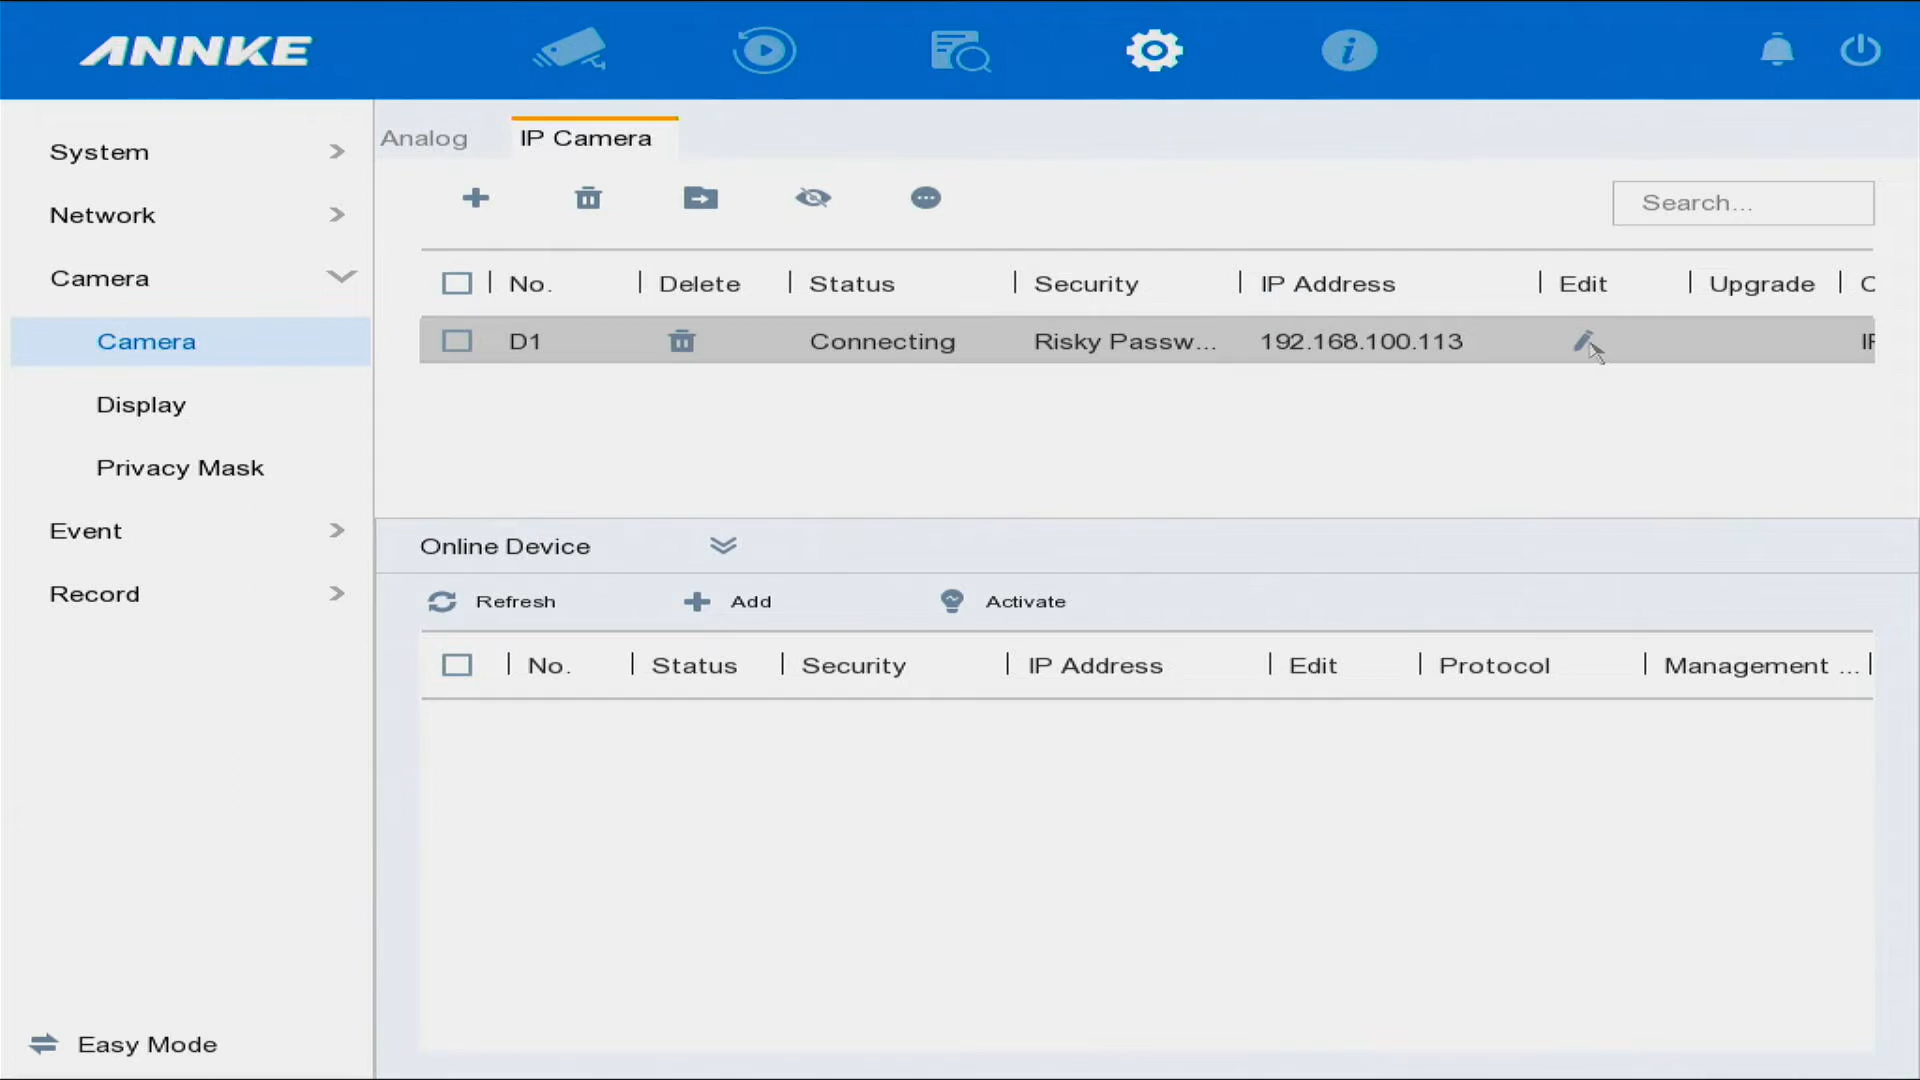 ANNKE
System
Network
Camera
Camera
Display
Privacy Mask
Event
Record
Easy Mode
Analog IP Camera
Search...
No. Delete Status Security IP Address Edit Upgrade C
D1 Connecting Risky Passw... 192.168.100.113 IF
Online Device
Refresh Add Activate
No. Status Security IP Address Edit Protocol Management ...